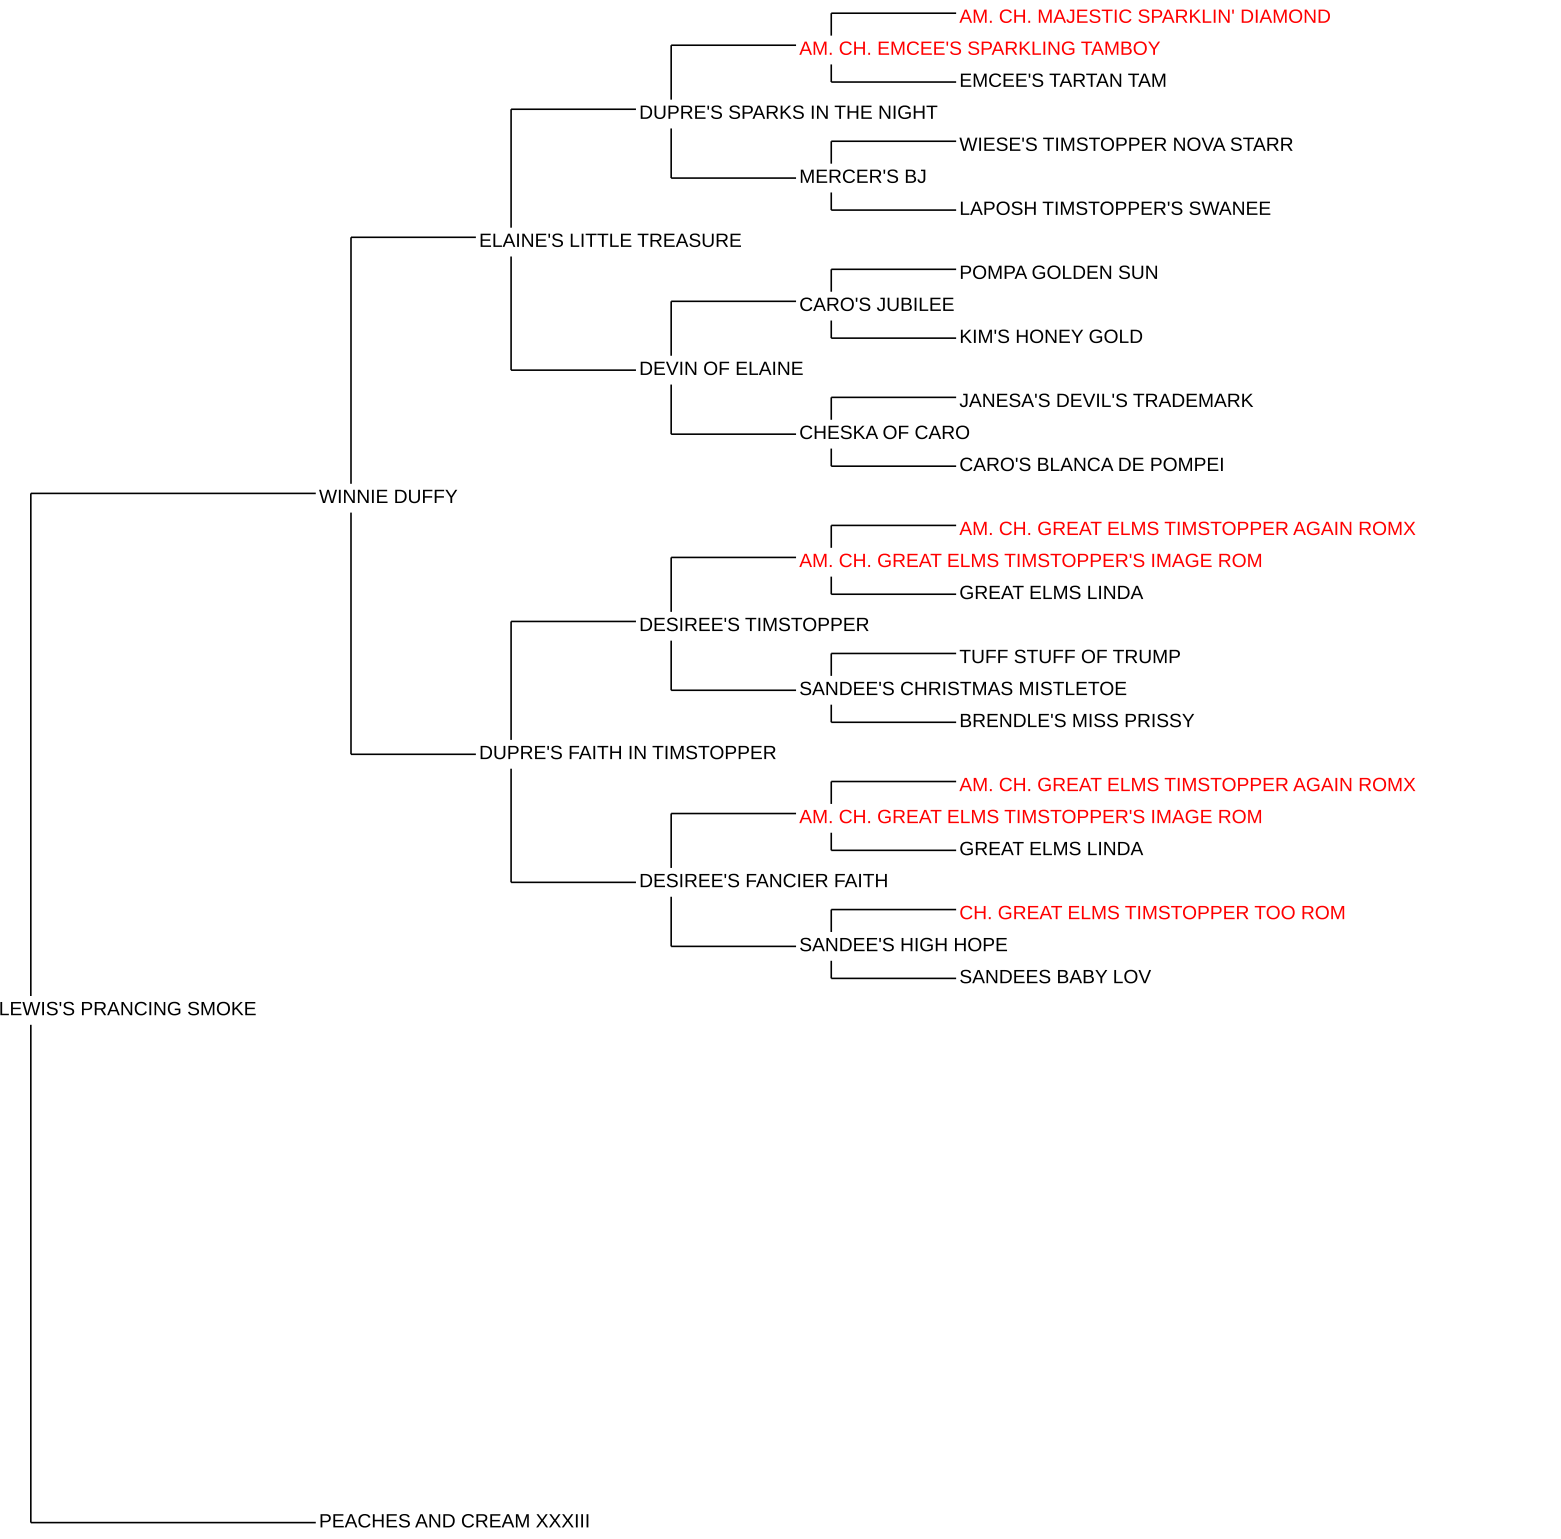 AM. CH. MAJESTIC SPARKLIN' DIAMOND
AM. CH. EMCEE'S SPARKLING TAMBOY
EMCEE'S TARTAN TAM
DUPRE'S SPARKS IN THE NIGHT
WIESE'S TIMSTOPPER NOVA STARR
MERCER'S BJ
LAPOSH TIMSTOPPER'S SWANEE
ELAINE'S LITTLE TREASURE
POMPA GOLDEN SUN
CARO'S JUBILEE
KIM'S HONEY GOLD
DEVIN OF ELAINE
JANESA'S DEVIL'S TRADEMARK
CHESKA OF CARO
CARO'S BLANCA DE POMPEI
WINNIE DUFFY
AM. CH. GREAT ELMS TIMSTOPPER AGAIN ROMX
AM. CH. GREAT ELMS TIMSTOPPER'S IMAGE ROM
GREAT ELMS LINDA
DESIREE'S TIMSTOPPER
TUFF STUFF OF TRUMP
SANDEE'S CHRISTMAS MISTLETOE
BRENDLE'S MISS PRISSY
DUPRE'S FAITH IN TIMSTOPPER
AM. CH. GREAT ELMS TIMSTOPPER AGAIN ROMX
AM. CH. GREAT ELMS TIMSTOPPER'S IMAGE ROM
GREAT ELMS LINDA
DESIREE'S FANCIER FAITH
CH. GREAT ELMS TIMSTOPPER TOO ROM
SANDEE'S HIGH HOPE
SANDEES BABY LOV
LEWIS'S PRANCING SMOKE
PEACHES AND CREAM XXXIII